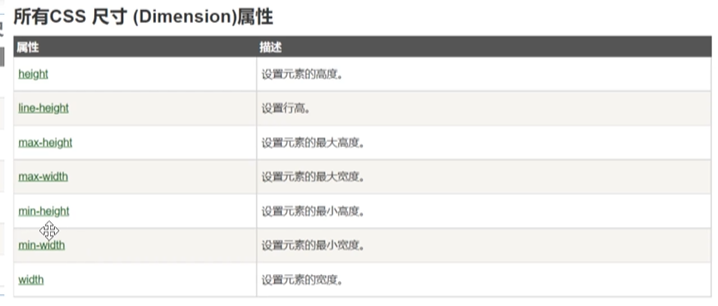 所有CSS 尺寸 (Dimension)属性
属性 描述
height 设置元素的高度。
line-height 设置行高。
max-height 设置元素的最大高度。
max-width 设置元素的最大宽度。
min-height 设置元素的最小高度。
min-width 设置元素的最小宽度。
width 设置元素的宽度。